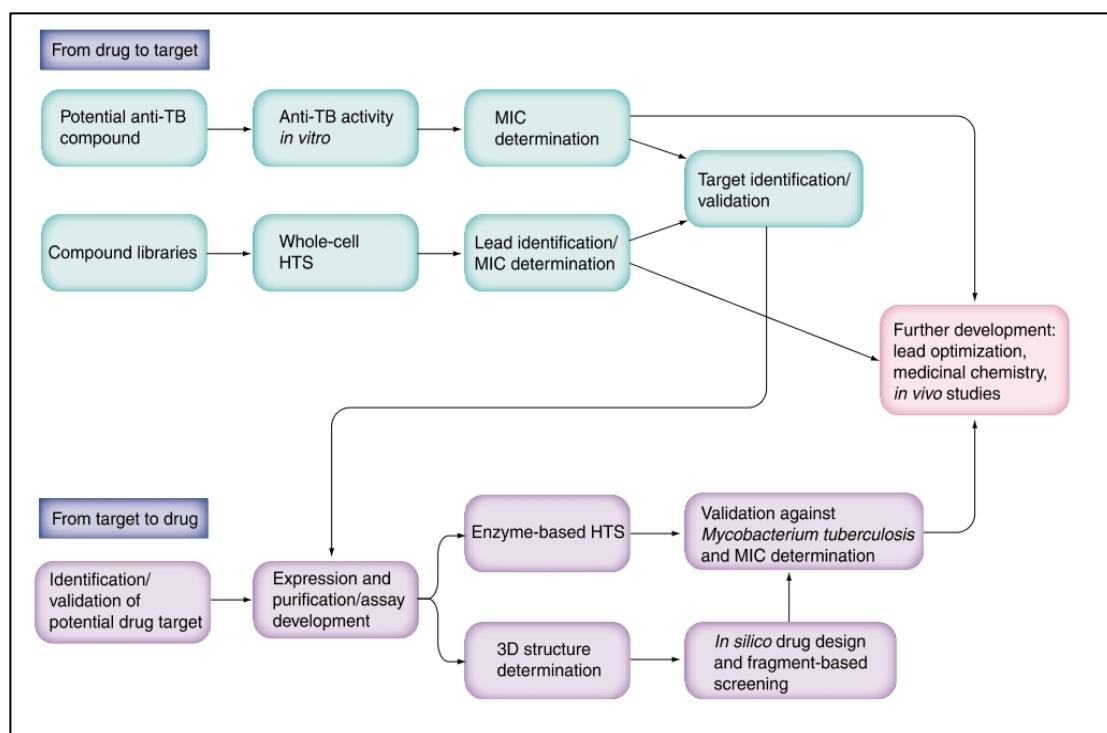 From drug to target
Potential anti-TB
compound
Anti-TB activity
in vitro
MIC
determination
Target identification/
validation
Compound libraries
Whole-cell
HTS
Lead identification/
MIC determination
Further development:
lead optimization,
medicinal chemistry,
in vivo studies
From target to drug
Identification/
validation of
potential drug target
Expression and
purification/assay
development
Enzyme-based HTS
Validation against
Mycobacterium tuberculosis
and MIC determination
3D structure
determination
In silico drug design
and fragment-based
screening